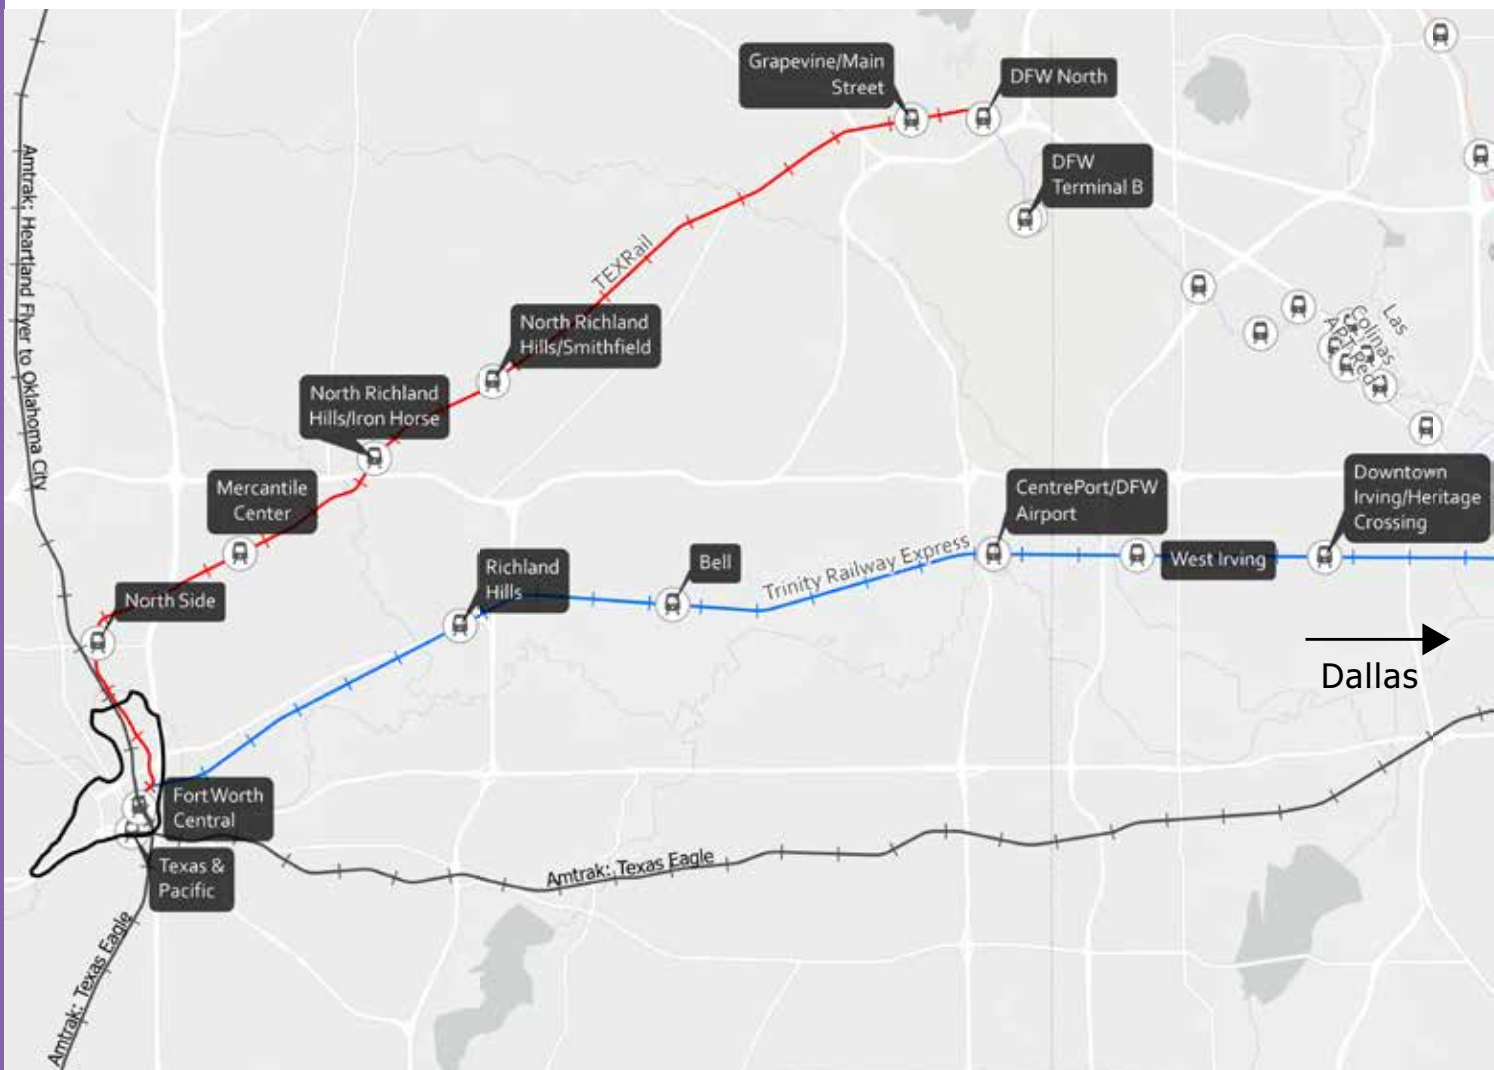 Grapevine/Main
Street
DFW North
DFW
Terminal B
Amtrak: Heartland Flyer to Oklahoma City
TEXRail
North Richland
Hills/Smithfield
Las
Colinas
APT Red
North Richland
Hills/Iron Horse
Mercantile
Center
CentrePort/DFW
Airport
Downtown
Irving/Heritage
Crossing
Richland
Hills
Bell
Trinity Railway Express
West Irving
North Side
Dallas
Fort Worth
Central
Texas &
Pacific
Amtrak: Texas Eagle
Amtrak: Texas Eagle